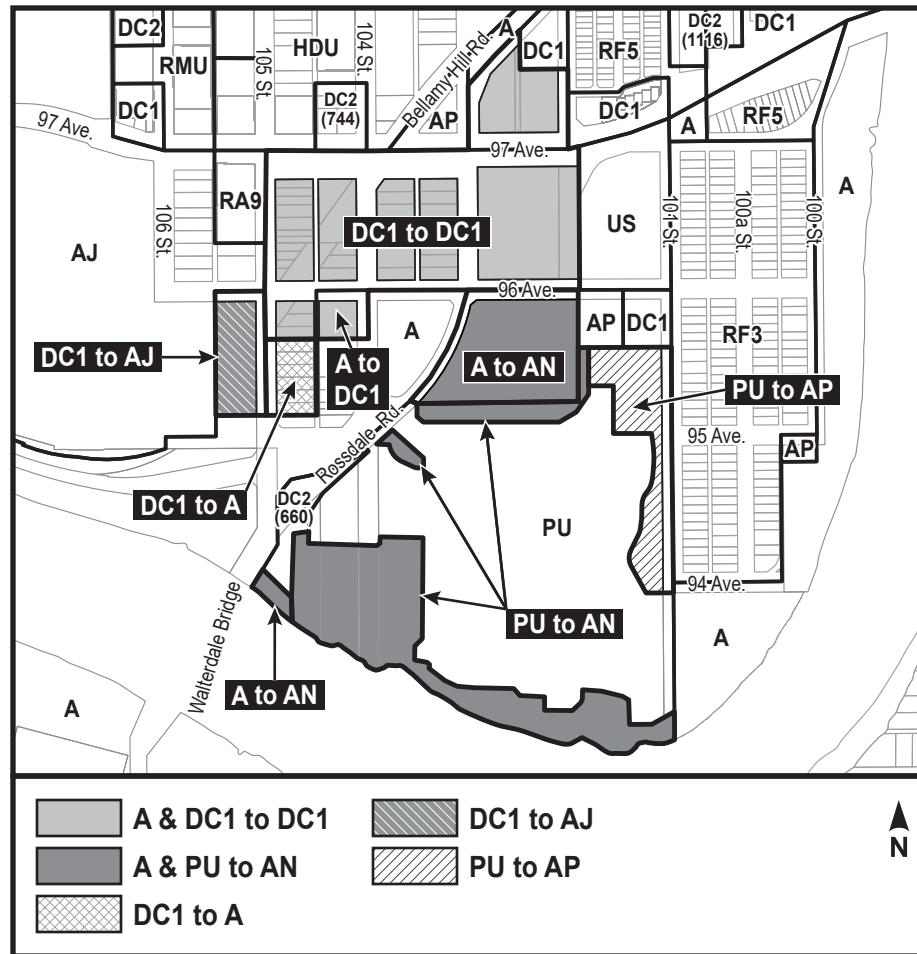 DC2
RMU
105 St.
HDU
104 St.
Bellamy Hill Rd.
A
DC1
RF5
DC2
(1116)
DC1
DC1
DC2
(744)
AP
DC1
A
RF5
97 Ave.
97 Ave.
106 St.
RA9
DC1 to DC1
US
101 St.
100a St.
100 St.
A
AJ
96 Ave.
DC1 to AJ
A to
DC1
A
A to AN
AP
DC1
RF3
PU to AP
Rossdale Rd.
95 Ave.
AP
DC1 to A
DC2
(660)
PU
94 Ave.
Walterdale Bridge
PU to AN
A to AN
A
A
A & DC1 to DC1
DC1 to AJ
A & PU to AN
PU to AP
DC1 to A
N